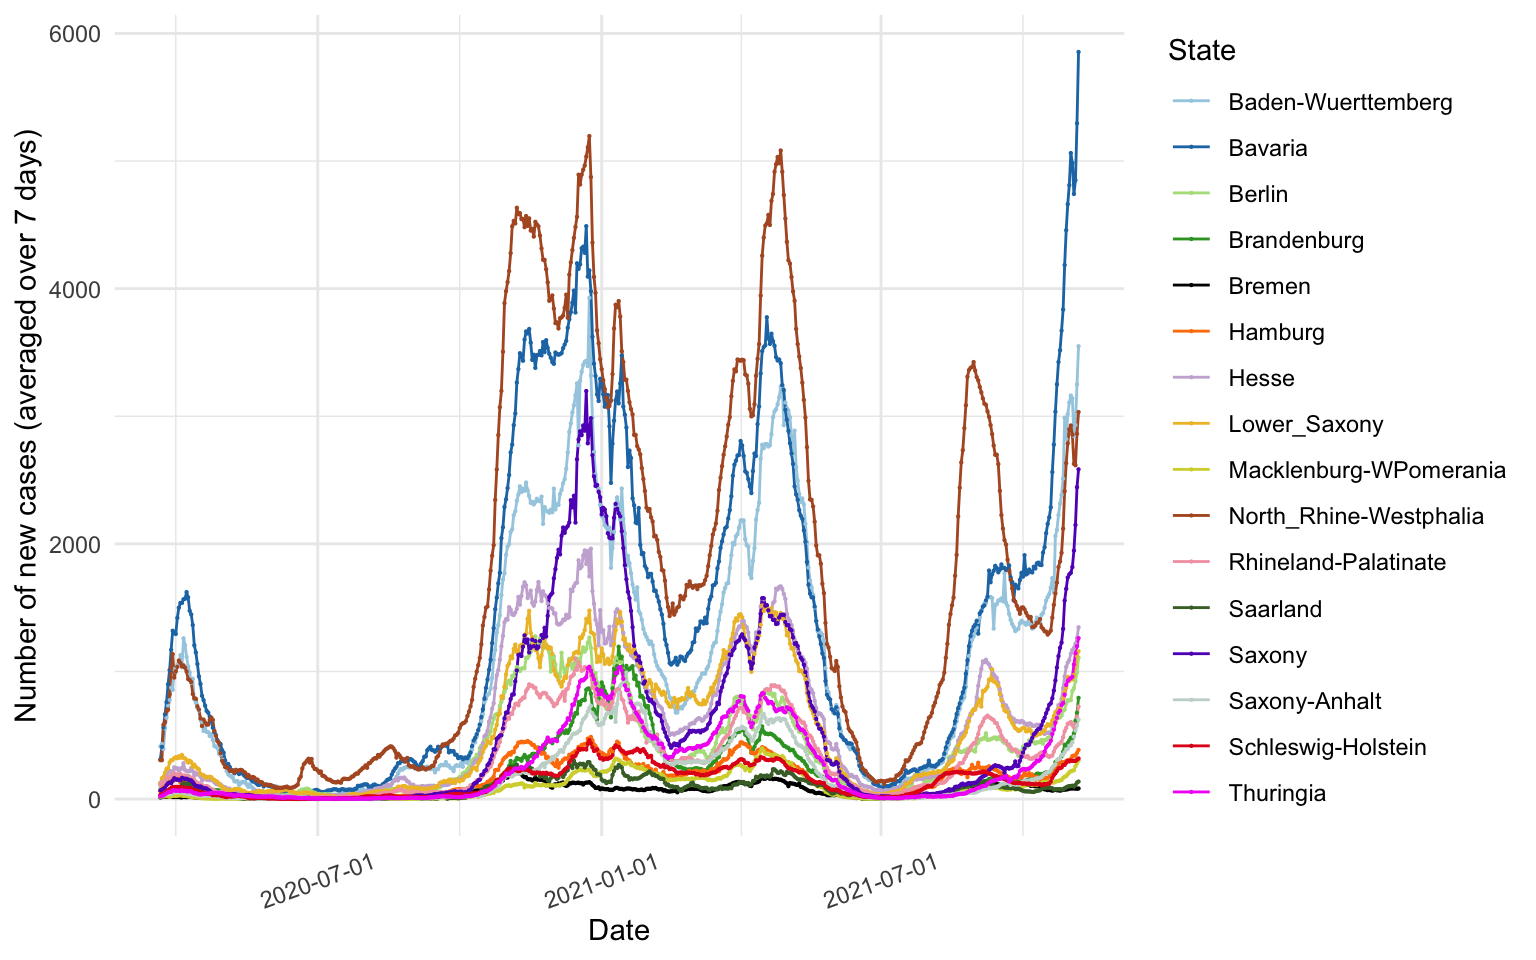 6000
4000
2000
0
Number of new cases (averaged over 7 days)
2020-07-01
2021-01-01
2021-07-01
Date
State
Baden-Wuerttemberg
Bavaria
Berlin
Brandenburg
Bremen
Hamburg
Hesse
Lower_Saxony
Macklenburg-WPomerania
North_Rhine-Westphalia
Rhineland-Palatinate
Saarland
Saxony
Saxony-Anhalt
Schleswig-Holstein
Thuringia